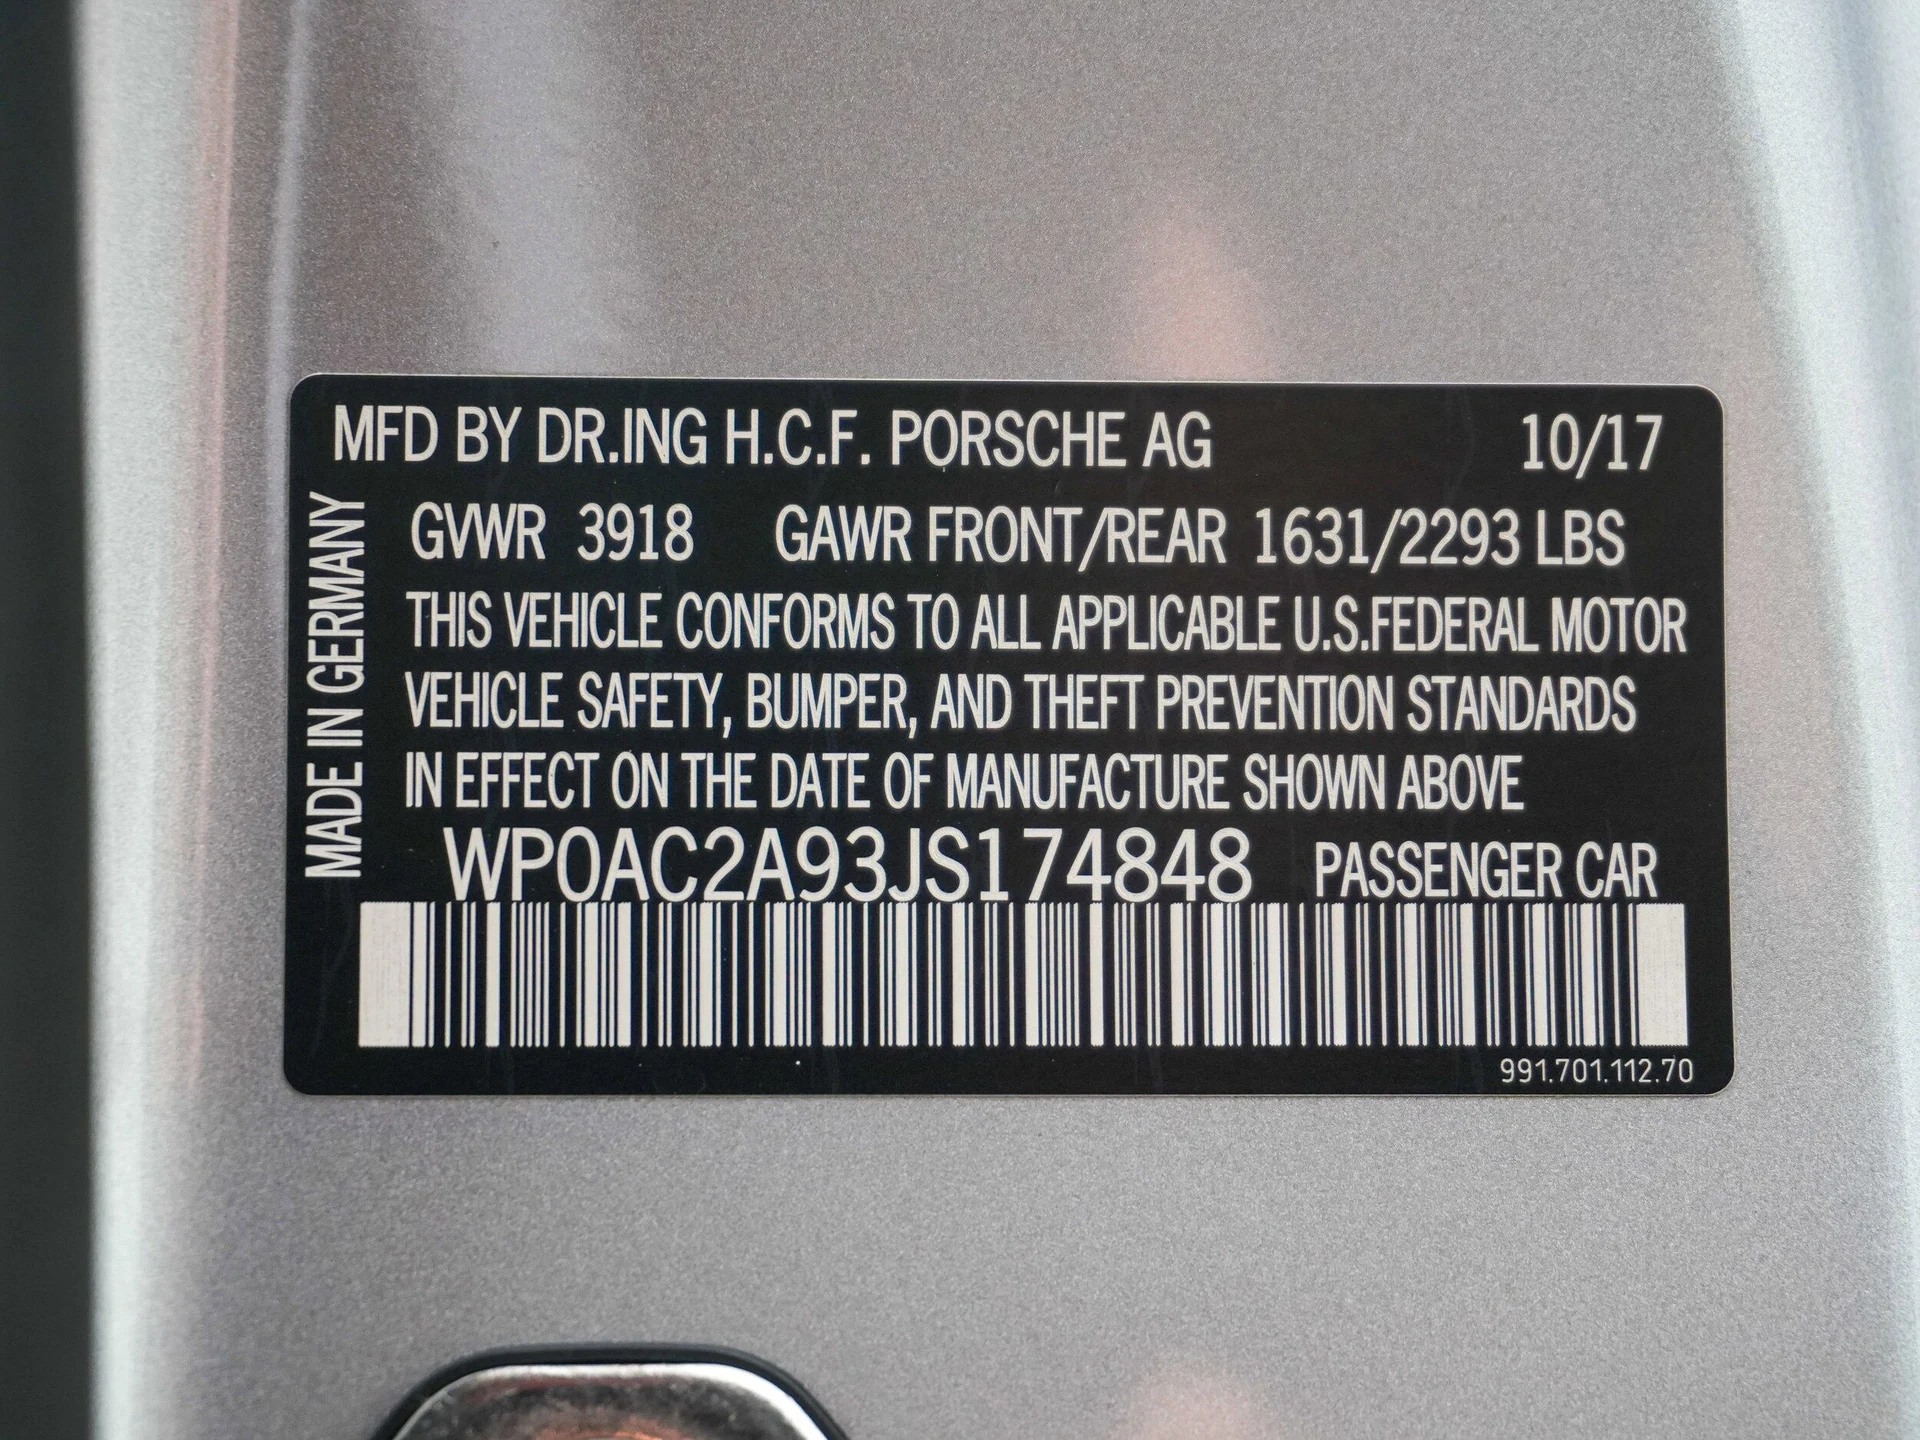 MFD BY DR.ING H.C.F. PORSCHE AG 10/17
GVWR 3918 GAWR FRONT/REAR 1631/2293 LBS
THIS VEHICLE CONFORMS TO ALL APPLICABLE U.S.FEDERAL MOTOR
VEHICLE SAFETY, BUMPER, AND THEFT PREVENTION STANDARDS
IN EFFECT ON THE DATE OF MANUFACTURE SHOWN ABOVE
WP0AC2A93JS174848 PASSENGER CAR
991.701.112.70
MADE IN GERMANY